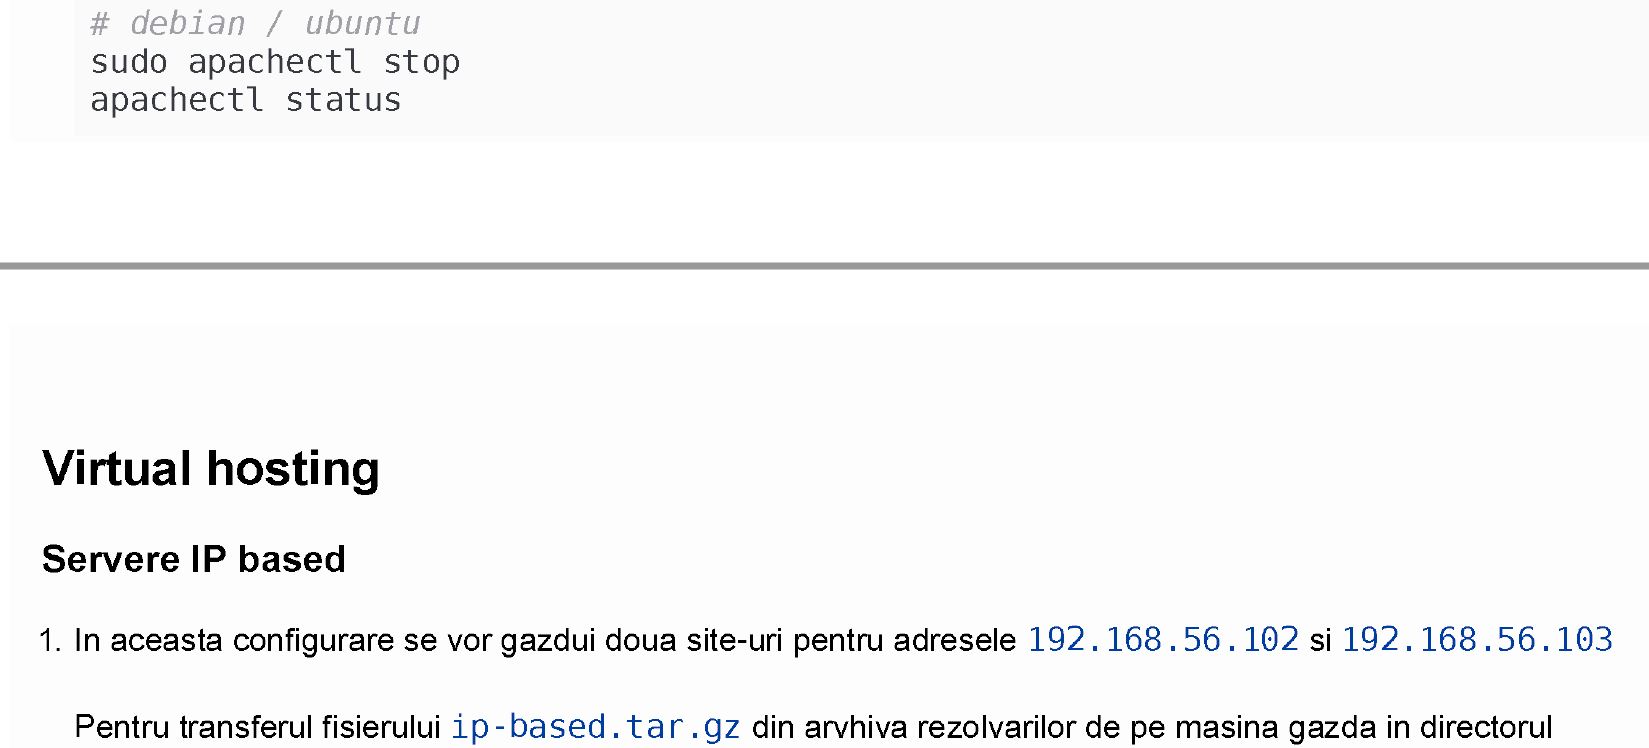 # debian / ubuntu
sudo apachectl stop
apachectl status
Virtual hosting
Servere IP based
1. In aceasta configurare se vor gazdui doua site-uri pentru adresele 192.168.56.102 si 192.168.56.103
Pentru transferul fisierului ip-based.tar.gz din arvhiva rezolvarilor de pe masina gazda in directorul